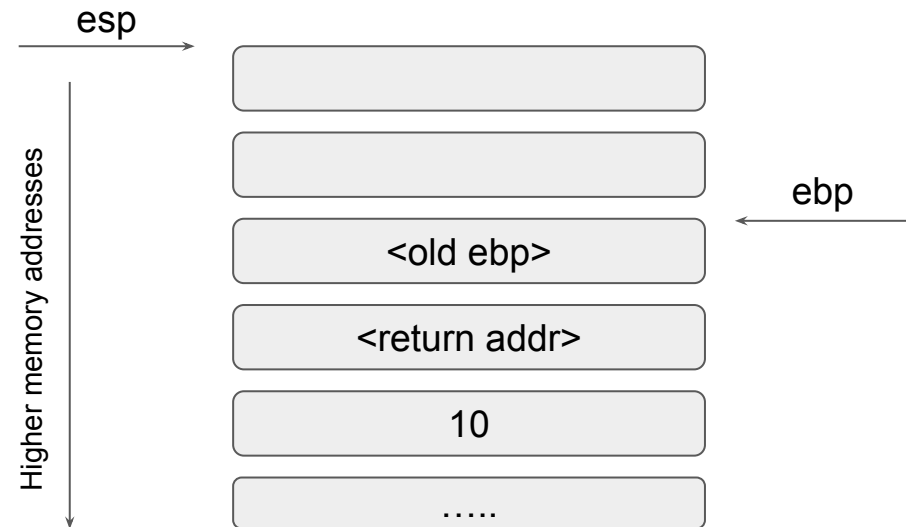 esp
Higher memory addresses
ebp
<old ebp>
<return addr>
10
.....